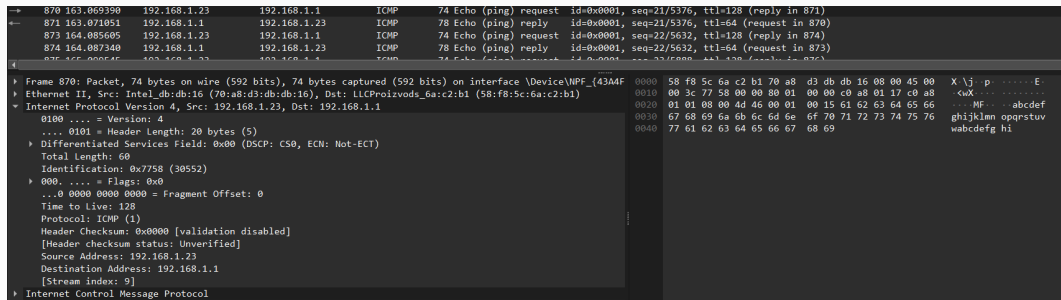 → 870 163.069390 192.168.1.23 192.168.1.1 ICMP 74 Echo (ping) request id=0x0001, seq=21/5376, ttl=128 (reply in 871)
← 871 163.071051 192.168.1.1 192.168.1.23 ICMP 78 Echo (ping) reply id=0x0001, seq=21/5376, ttl=64 (request in 870)
873 164.085605 192.168.1.23 192.168.1.1 ICMP 74 Echo (ping) request id=0x0001, seq=22/5632, ttl=128 (reply in 874)
874 164.087340 192.168.1.1 192.168.1.23 ICMP 78 Echo (ping) reply id=0x0001, seq=22/5632, ttl=64 (request in 873)
Frame 870: Packet, 74 bytes on wire (592 bits), 74 bytes captured (592 bits) on interface \Device\NPF_{43A4F
Ethernet II, Src: Intel_db:db:16 (70:a8:d3:db:db:16), Dst: LLCProizvods_6a:c2:b1 (58:f8:5c:6a:c2:b1)
Internet Protocol Version 4, Src: 192.168.1.23, Dst: 192.168.1.1
0100 .... = Version: 4
.... 0101 = Header Length: 20 bytes (5)
Differentiated Services Field: 0x00 (DSCP: CS0, ECN: Not-ECT)
Total Length: 60
Identification: 0x7758 (30552)
000. .... = Flags: 0x0
...0 0000 0000 0000 = Fragment Offset: 0
Time to Live: 128
Protocol: ICMP (1)
Header Checksum: 0x0000 [validation disabled]
[Header checksum status: Unverified]
Source Address: 192.168.1.23
Destination Address: 192.168.1.1
[Stream index: 9]
Internet Control Message Protocol
0000 58 f8 5c 6a c2 b1 70 a8 d3 db db 16 08 00 45 00 X·\j··p· ······E·
0010 00 3c 77 58 00 00 80 01 00 00 c0 a8 01 17 c0 a8 ·<wX···· ········
0020 01 01 08 00 4d 46 00 01 00 15 61 62 63 64 65 66 ····MF·· ··abcdef
0030 67 68 69 6a 6b 6c 6d 6e 6f 70 71 72 73 74 75 76 ghijklmn opqrstuv
0040 77 61 62 63 64 65 66 67 68 69 wabcdefg hi